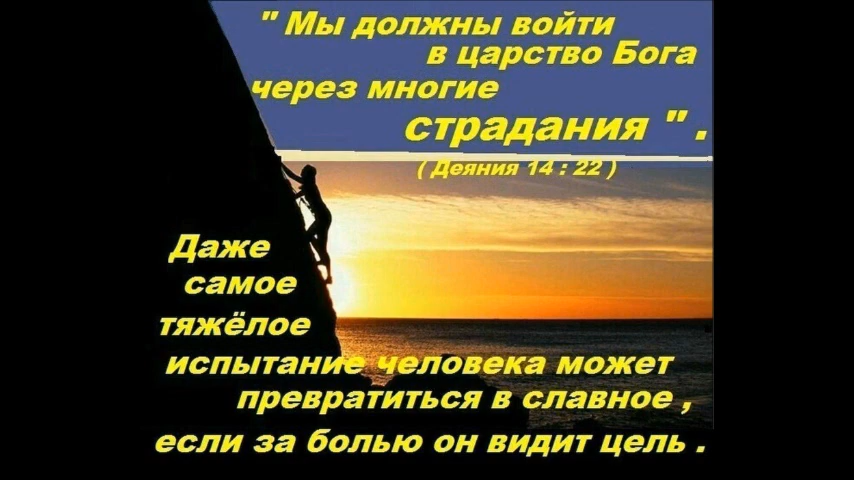 " Мы должны войти
в царство Бога
через многие
страдания " .
( Деяния 14 : 22 )
Даже
самое
тяжёлое
испытание человека может
превратиться в славное ,
если за болью он видит цель .